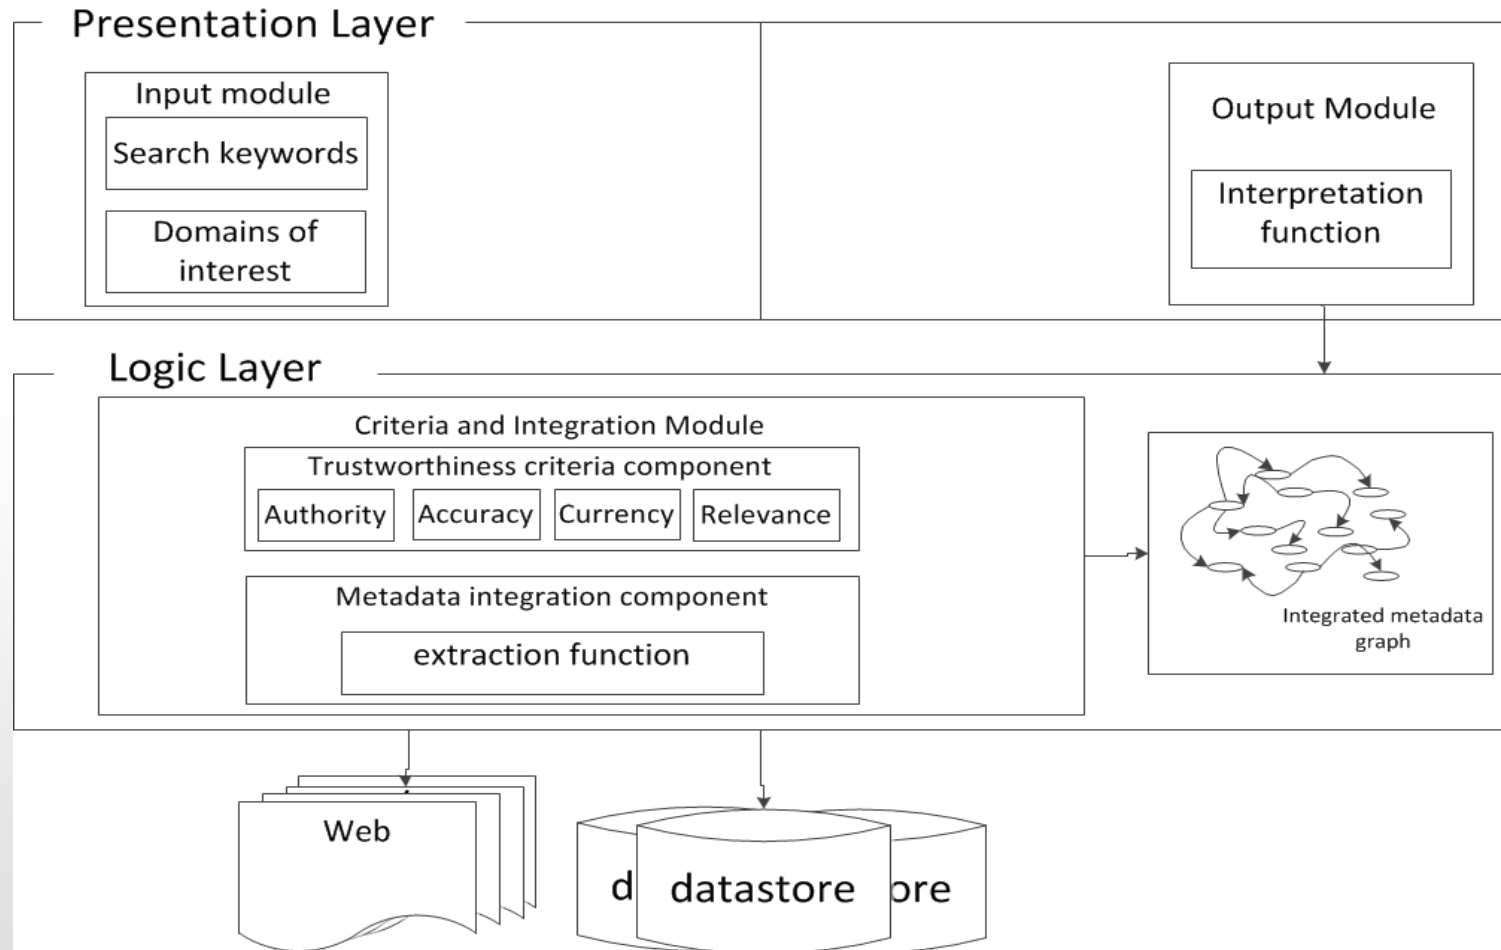 Presentation Layer
Input module
Search keywords
Domains of
interest
Output Module
Interpretation
function
Logic Layer
Criteria and Integration Module
Trustworthiness criteria component
Authority
Accuracy
Currency
Relevance
Metadata integration component
extraction function
Integrated metadata
graph
Web
d
datastore
ore